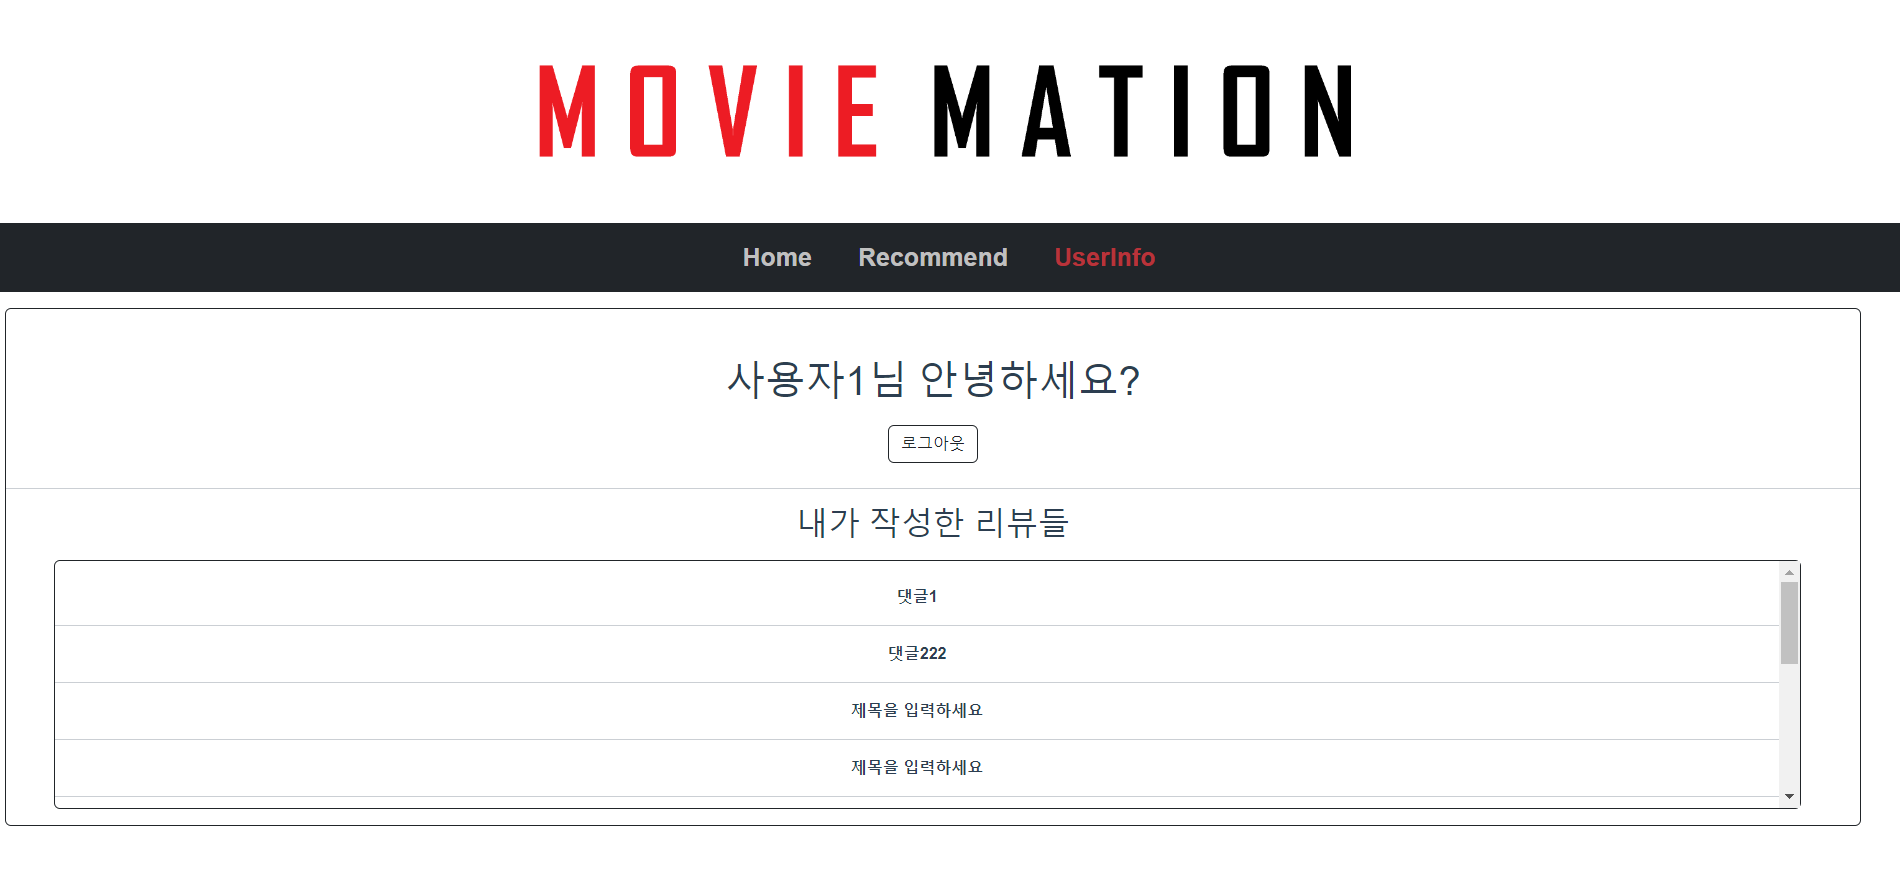 MOVIE MATION
Home Recommend UserInfo
사용자1님 안녕하세요?
로그아웃
내가 작성한 리뷰들
댓글1
댓글222
제목을 입력하세요
제목을 입력하세요